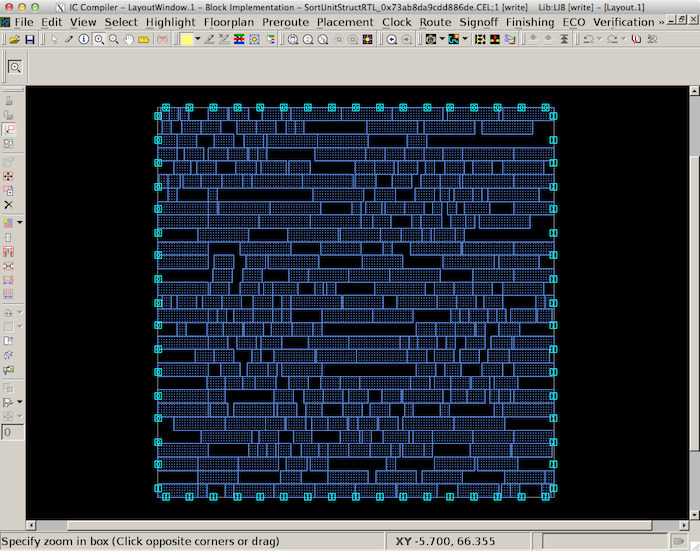 IC Compiler - LayoutWindow.1 - Block Implementation - SortUnitStructRTL_0x73ab8da9cdd886de.CEL;1 [write]    Lib:LIB [write] - [Layout.1]
File Edit View Select Highlight Floorplan Preroute Placement Clock Route Signoff Finishing ECO Verification »
0
Specify zoom in box (Click opposite corners or drag)
XY -5.700, 66.355